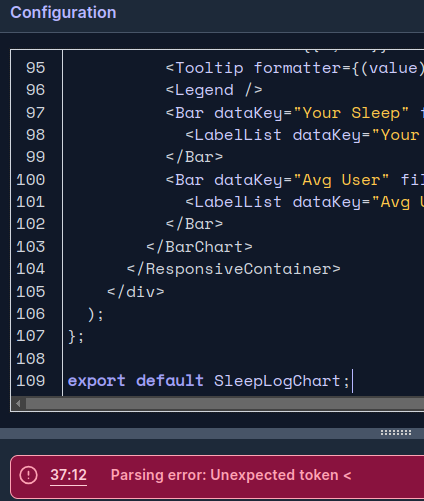 Configuration
95 <Tooltip formatter={(value)
96 <Legend />
97 <Bar dataKey="Your Sleep" f
98 <LabelList dataKey="Your
99 </Bar>
100 <Bar dataKey="Avg User" fil
101 <LabelList dataKey="Avg U
102 </Bar>
103 </BarChart>
104 </ResponsiveContainer>
105 </div>
106 );
107 };
108
109 export default SleepLogChart;
37:12 Parsing error: Unexpected token <